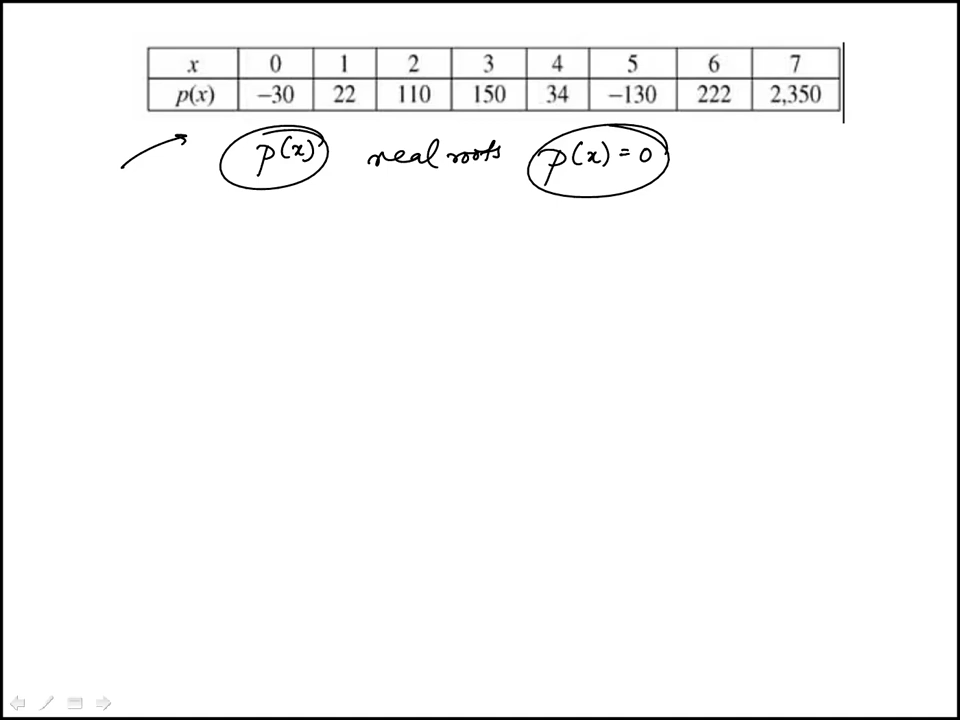 x 0 1 2 3 4 5 6 7
p(x) −30 22 110 150 34 −130 222 2,350
p(x) real roots p(x) = 0